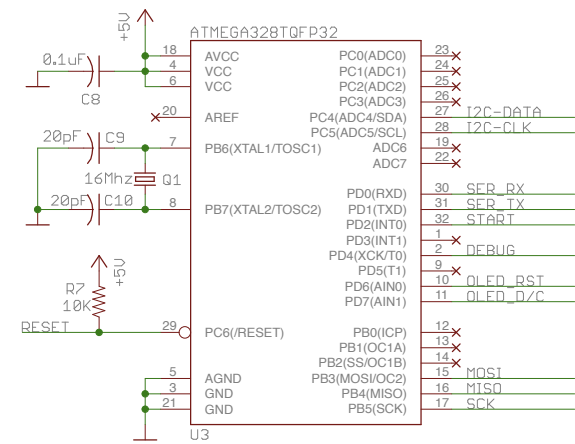 ATMEGA328TQFP32
+5V
18 AVCC PC0(ADC0) 23
0.1uF 4 VCC PC1(ADC1) 24
6 VCC PC2(ADC2) 25
C8 PC3(ADC3) 26
20 AREF PC4(ADC4/SDA) 27 I2C-DATA
PC5(ADC5/SCL) 28 I2C-CLK
20pF C9 7 PB6(XTAL1/TOSC1) ADC6 19
ADC7 22
16Mhz Q1
PD0(RXD) 30 SER_RX
20pF C10 8 PB7(XTAL2/TOSC2) PD1(TXD) 31 SER_TX
PD2(INT0) 32 START
PD3(INT1) 1
PD4(XCK/T0) 2 DEBUG
+5V PD5(T1) 9
R7 PD6(AIN0) 10 OLED_RST
10K PD7(AIN1) 11 OLED_D/C
RESET 29 PC6(/RESET) PB0(ICP) 12
PB1(OC1A) 13
PB2(SS/OC1B) 14
5 AGND PB3(MOSI/OC2) 15 MOSI
3 GND PB4(MISO) 16 MISO
21 GND PB5(SCK) 17 SCK
U3